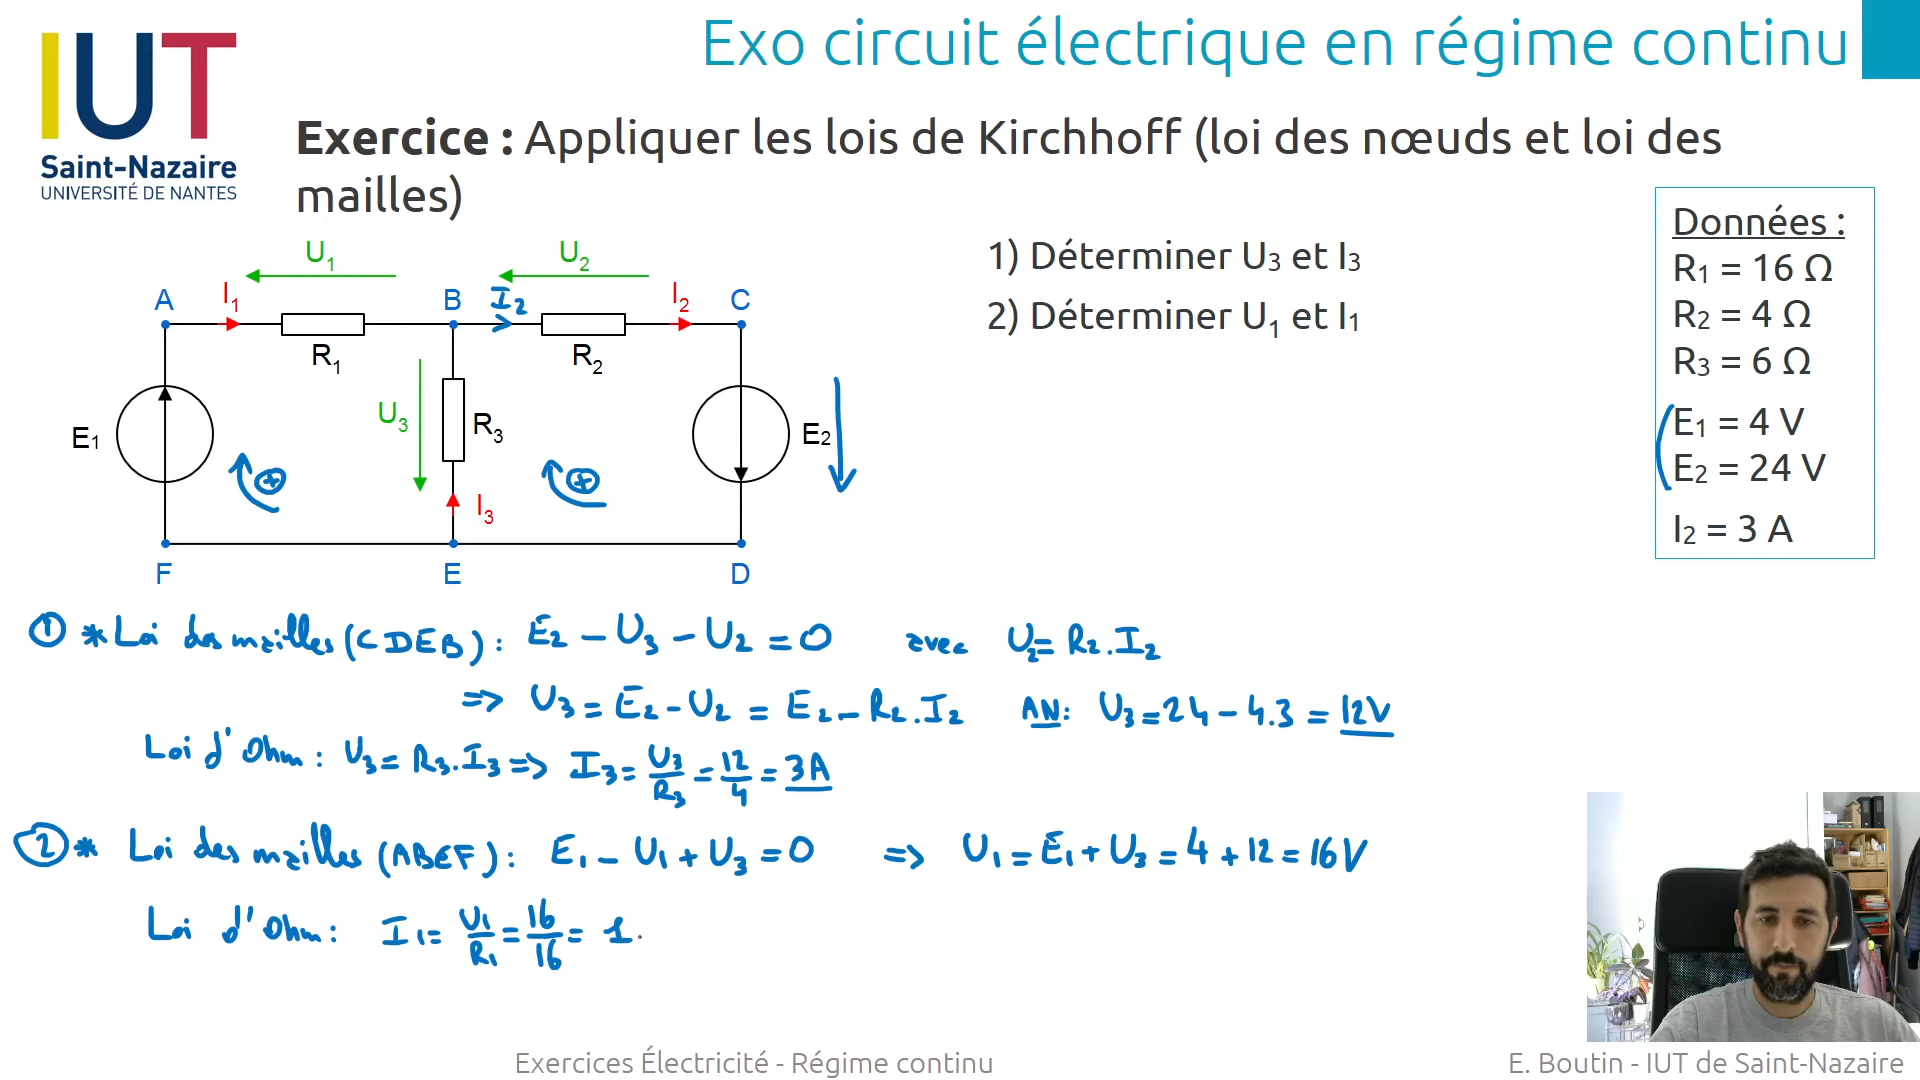 IUT
Saint-Nazaire
UNIVERSITÉ DE NANTES
Exo circuit électrique en régime continu
Exercice : Appliquer les lois de Kirchhoff (loi des nœuds et loi des
mailles)
1) Déterminer U3 et I3
2) Déterminer U1 et I1
Données :
R1 = 16 Ω
R2 = 4 Ω
R3 = 6 Ω
E1 = 4 V
E2 = 24 V
I2 = 3 A
U1
U2
A
I1
B
I2
I2
C
R1
R2
U3
R3
E1
E2
+
+
I3
F
E
D
① * Loi des mailles (CDEB) : E2 – U3 – U2 = 0 avec U2 = R2.I2
=> U3 = E2 - U2 = E2 – R2.I2 AN: U3 = 24 – 4.3 = 12V
Loi d'Ohm : U3 = R3.I3 => I3 = U3/R3 = 12/4 = 3A
② * Loi des mailles (ABEF) : E1 – U1 + U3 = 0 => U1 = E1 + U3 = 4 + 12 = 16V
Loi d'Ohm : I1 = U1/R1 = 16/16 = 1
Exercices Électricité - Régime continu
E. Boutin - IUT de Saint-Nazaire